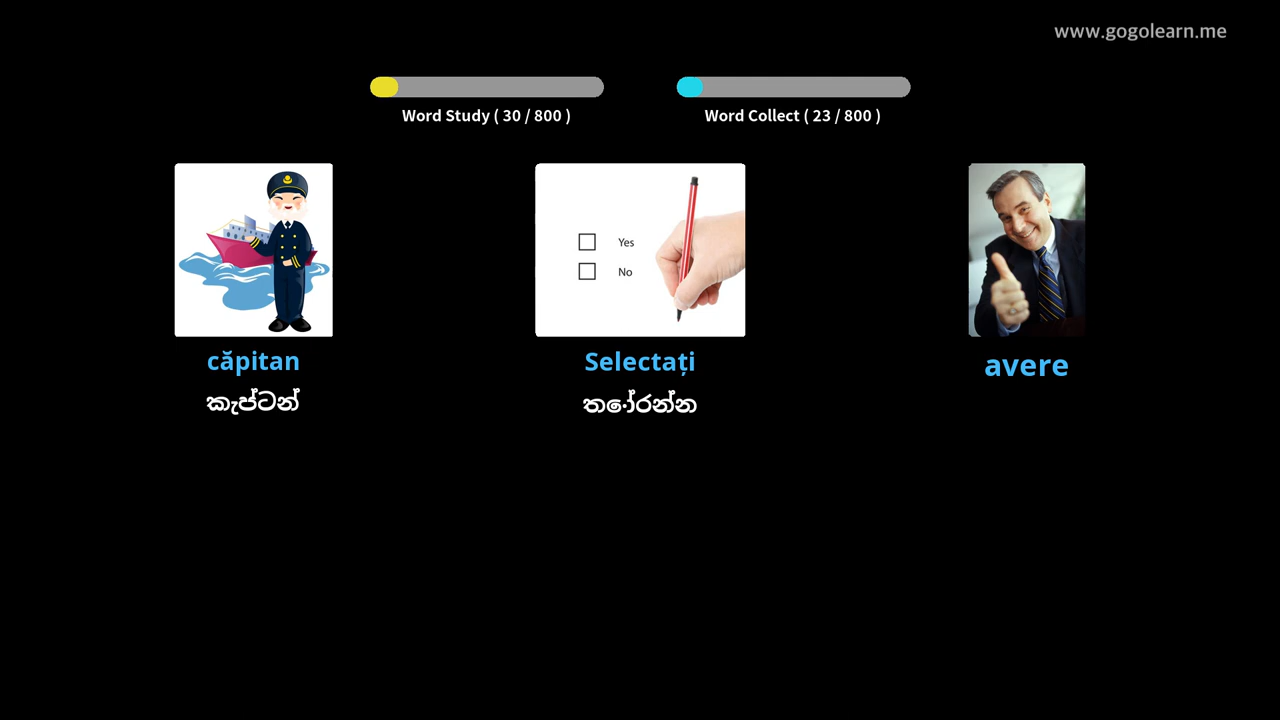 www.gogolearn.me
Word Study ( 30 / 800 )
Word Collect ( 23 / 800 )
Yes
No
căpitan
Selectați
avere
කැප්ටන්
තෝරන්න